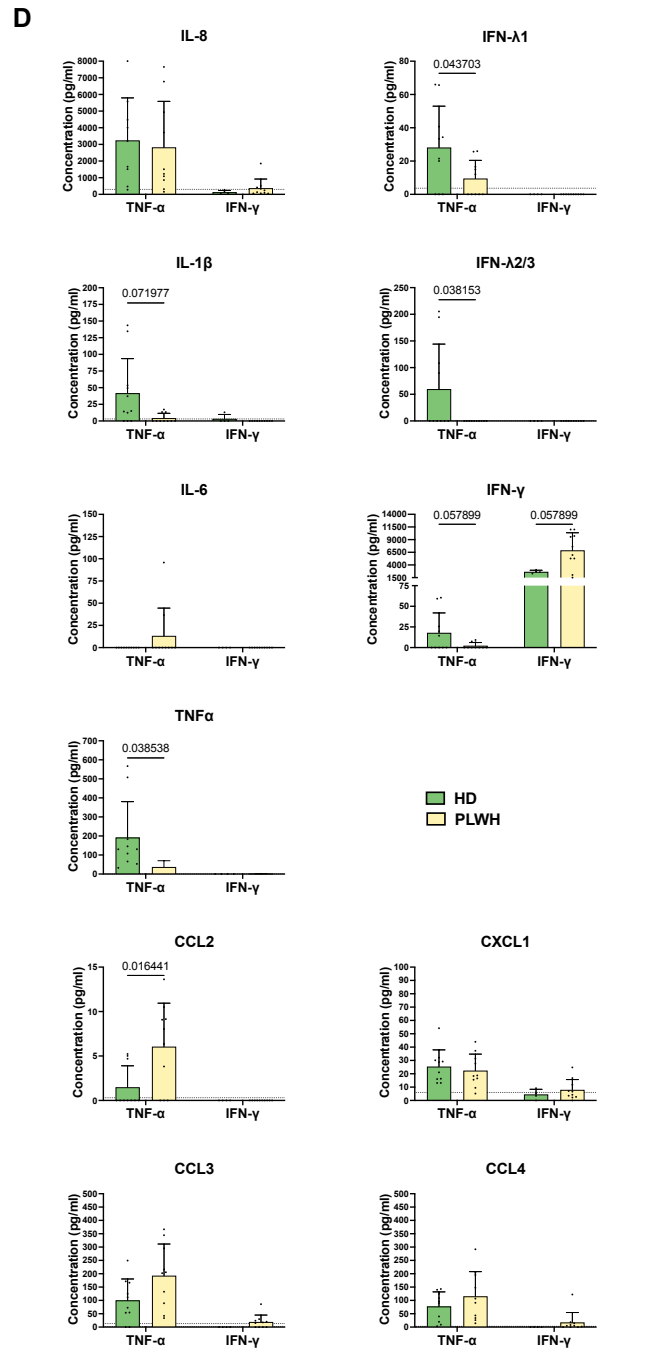 D
IL-8
Concentration (pg/ml)
8000
7000
6000
5000
4000
3000
2000
1000
0
TNF-α IFN-γ
IFN-λ1
Concentration (pg/ml)
80
60
40
20
0
0.043703
TNF-α IFN-γ
IL-1β
Concentration (pg/ml)
200
175
150
125
100
75
50
25
0
0.071977
TNF-α IFN-γ
IFN-λ2/3
Concentration (pg/ml)
250
200
150
100
50
0
0.038153
TNF-α IFN-γ
IL-6
Concentration (pg/ml)
150
125
100
75
50
25
0
TNF-α IFN-γ
IFN-γ
Concentration (pg/ml)
14000
11500
9000
6500
4000
1500
75
50
25
0
0.057899 0.057899
TNF-α IFN-γ
TNFα
Concentration (pg/ml)
700
600
500
400
300
200
100
0
0.038538
TNF-α IFN-γ
HD
PLWH
CCL2
Concentration (pg/ml)
15
10
5
0
0.016441
TNF-α IFN-γ
CXCL1
Concentration (pg/ml)
100
90
80
70
60
50
40
30
20
10
0
TNF-α IFN-γ
CCL3
Concentration (pg/ml)
500
450
400
350
300
250
200
150
100
50
0
TNF-α IFN-γ
CCL4
Concentration (pg/ml)
500
450
400
350
300
250
200
150
100
50
0
TNF-α IFN-γ